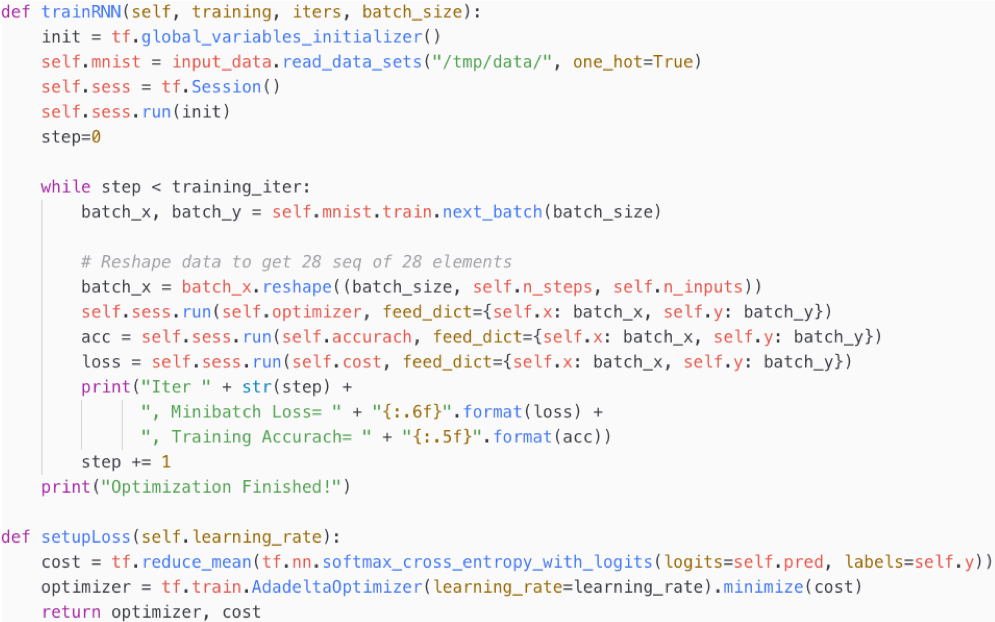 def trainRNN(self, training, iters, batch_size):
    init = tf.global_variables_initializer()
    self.mnist = input_data.read_data_sets("/tmp/data/", one_hot=True)
    self.sess = tf.Session()
    self.sess.run(init)
    step=0
    while step < training_iter:
        batch_x, batch_y = self.mnist.train.next_batch(batch_size)
        # Reshape data to get 28 seq of 28 elements
        batch_x = batch_x.reshape((batch_size, self.n_steps, self.n_inputs))
        self.sess.run(self.optimizer, feed_dict={self.x: batch_x, self.y: batch_y})
        acc = self.sess.run(self.accurach, feed_dict={self.x: batch_x, self.y: batch_y})
        loss = self.sess.run(self.cost, feed_dict={self.x: batch_x, self.y: batch_y})
        print("Iter " + str(step) +
              ", Minibatch Loss= " + "{:.6f}".format(loss) +
              ", Training Accurach= " + "{:.5f}".format(acc))
        step += 1
    print("Optimization Finished!")
def setupLoss(self.learning_rate):
    cost = tf.reduce_mean(tf.nn.softmax_cross_entropy_with_logits(logits=self.pred, labels=self.y))
    optimizer = tf.train.AdadeltaOptimizer(learning_rate=learning_rate).minimize(cost)
    return optimizer, cost